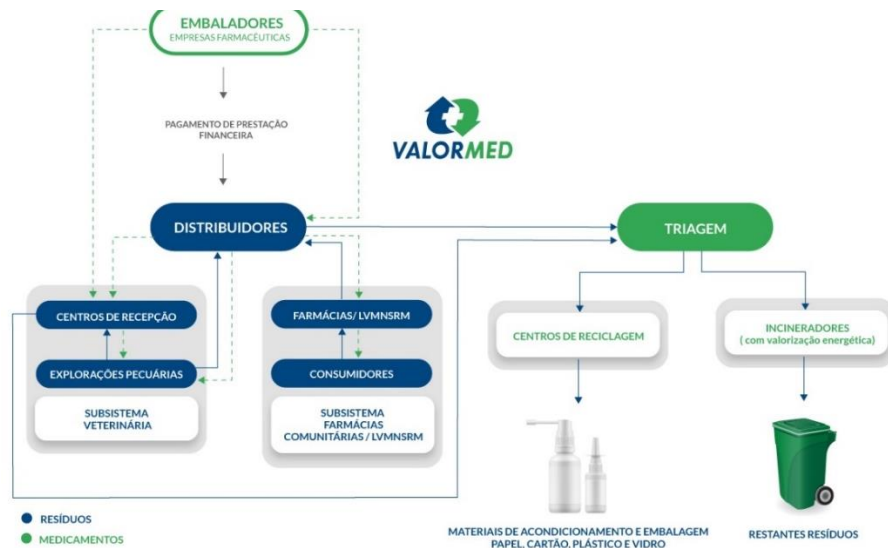 EMBALADORES
EMPRESAS FARMACÊUTICAS
PAGAMENTO DE PRESTAÇÃO
FINANCEIRA
VALORMED
DISTRIBUIDORES
TRIAGEM
CENTROS DE RECEPÇÃO
EXPLORAÇÕES PECUÁRIAS
SUBSISTEMA
VETERINÁRIA
FARMÁCIAS/ LVMNSRM
CONSUMIDORES
SUBSISTEMA
FARMÁCIAS
COMUNITÁRIAS / LVMNSRM
CENTROS DE RECICLAGEM
INCINERADORES
( com valorização energética)
RESÍDUOS
MEDICAMENTOS
MATERIAIS DE ACONDICIONAMENTO E EMBALAGEM
PAPEL, CARTÃO, PLÁSTICO E VIDRO
RESTANTES RESÍDUOS